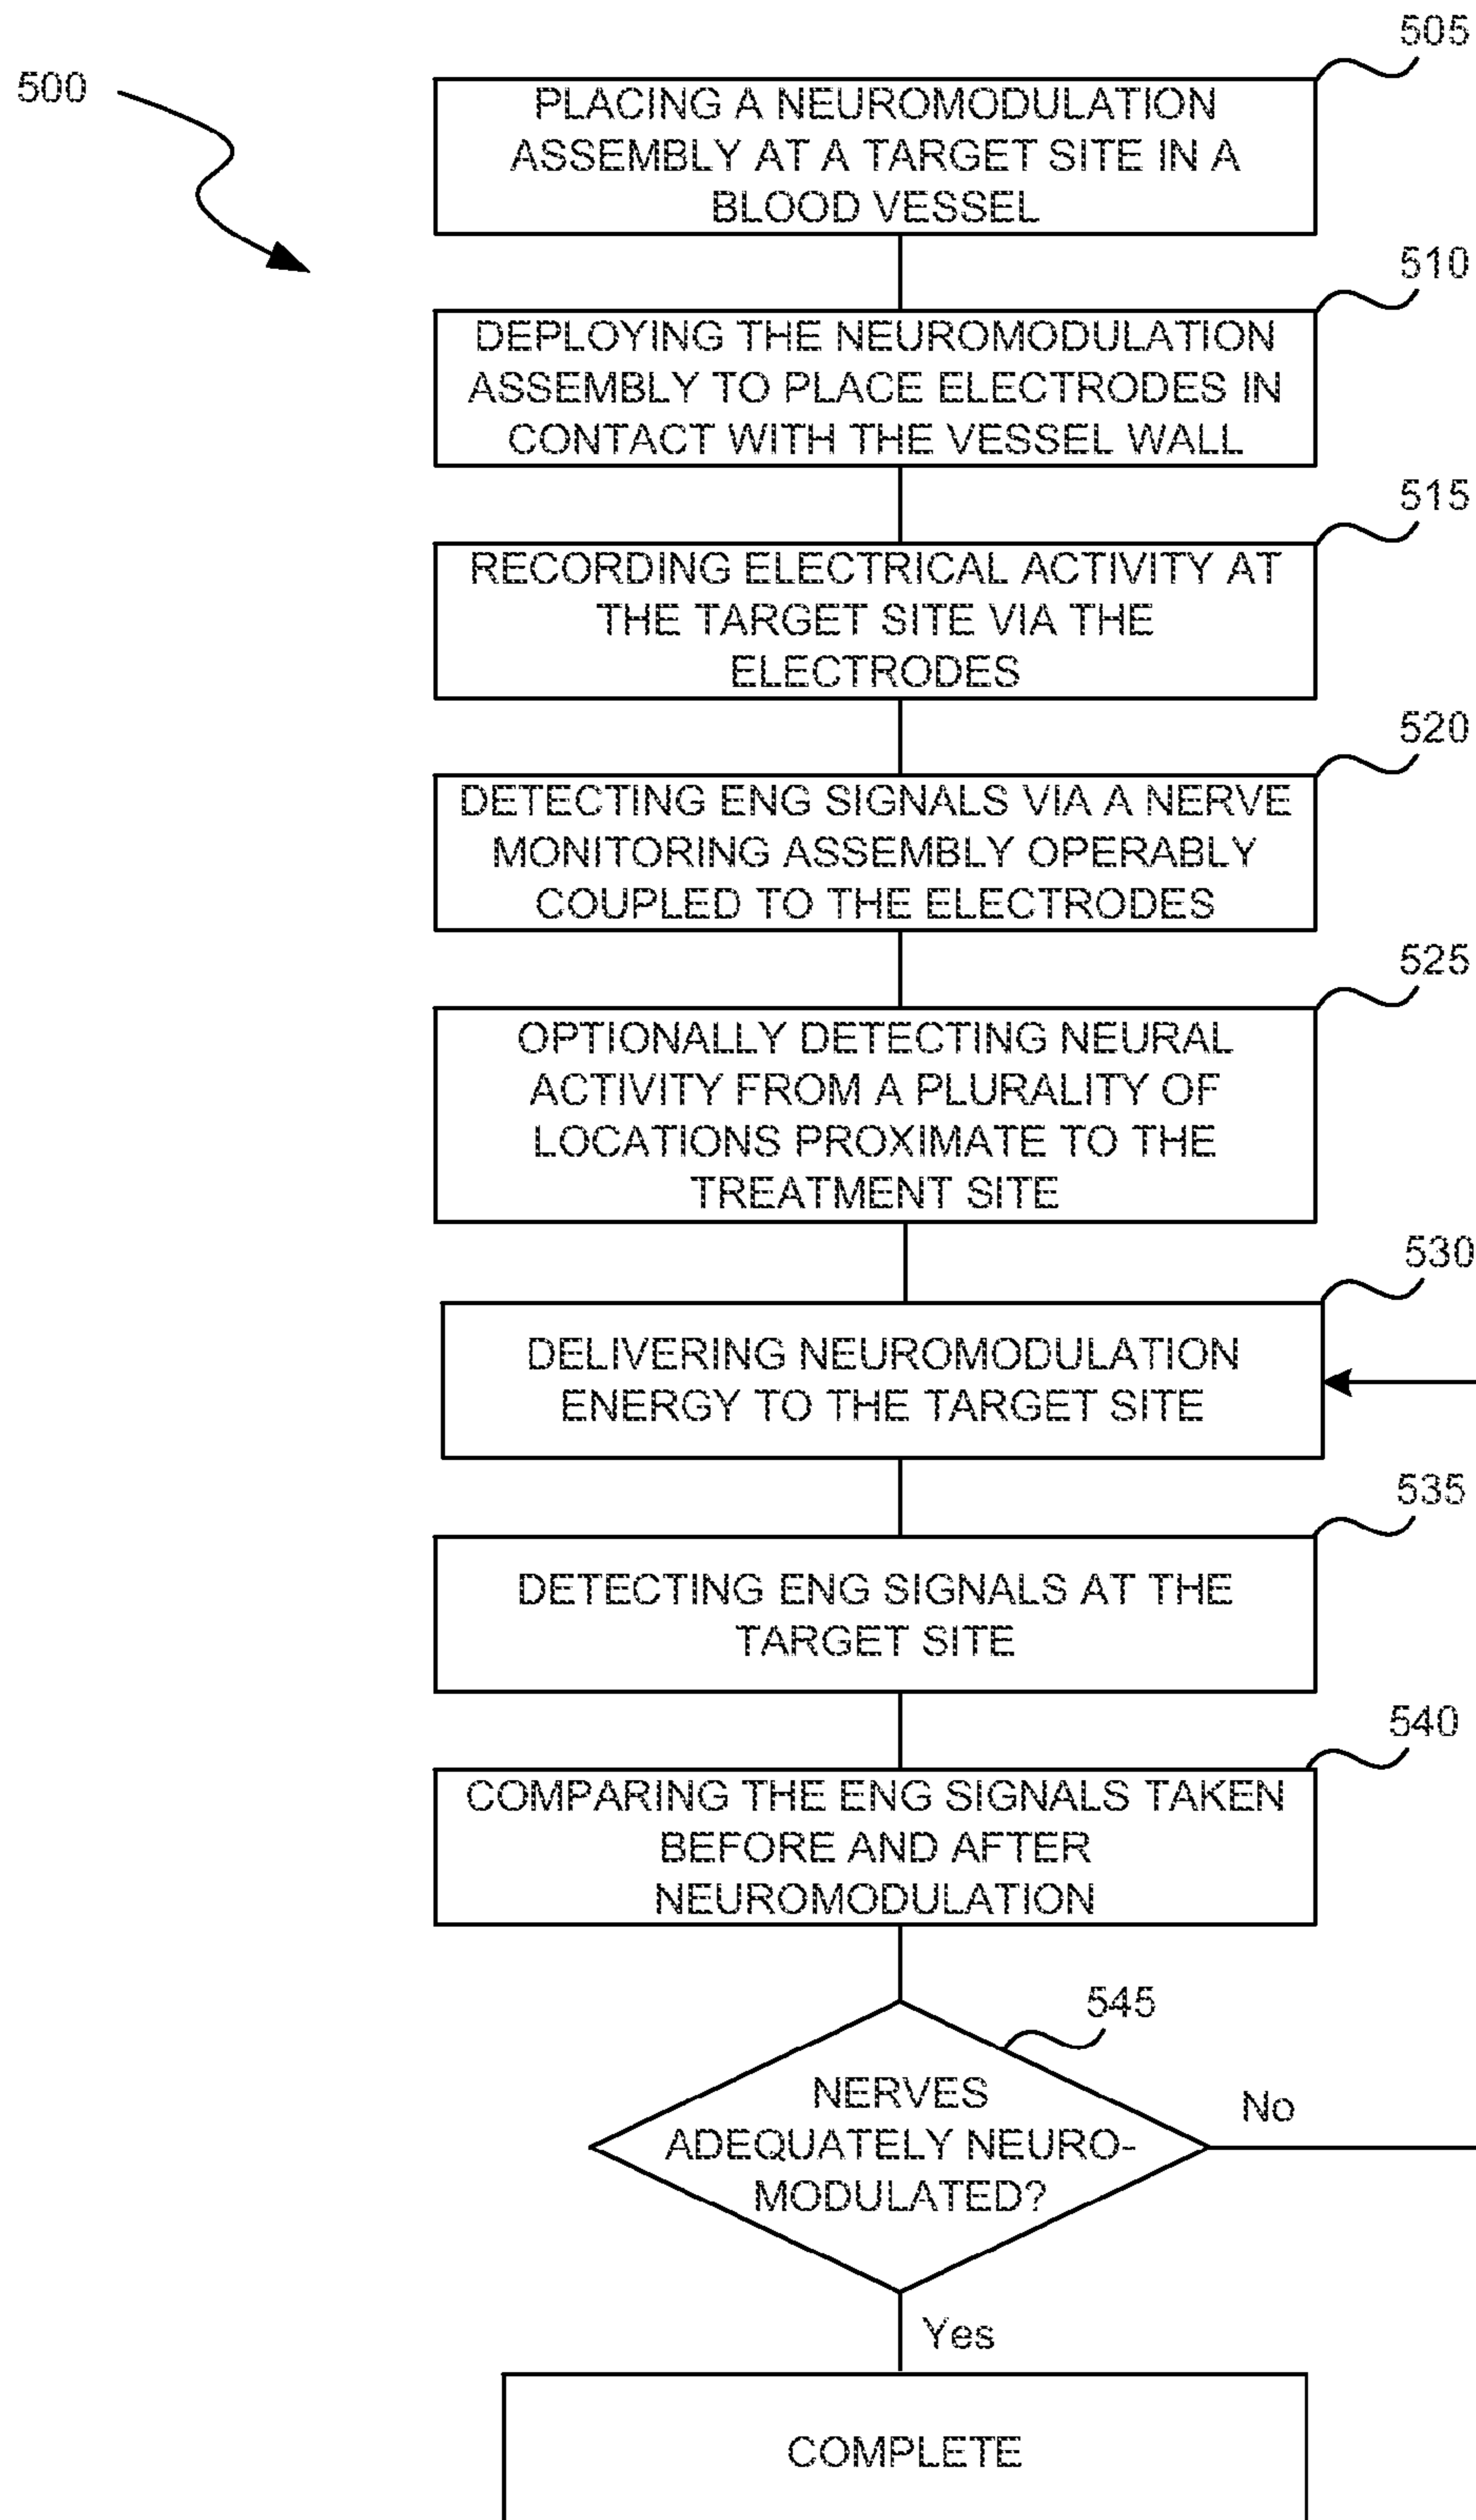 500
505
PLACING A NEUROMODULATION
ASSEMBLY AT A TARGET SITE IN A
BLOOD VESSEL
510
DEPLOYING THE NEUROMODULATION
ASSEMBLY TO PLACE ELECTRODES IN
CONTACT WITH THE VESSEL WALL
515
RECORDING ELECTRICAL ACTIVITY AT
THE TARGET SITE VIA THE
ELECTRODES
520
DETECTING ENG SIGNALS VIA A NERVE
MONITORING ASSEMBLY OPERABLY
COUPLED TO THE ELECTRODES
525
OPTIONALLY DETECTING NEURAL
ACTIVITY FROM A PLURALITY OF
LOCATIONS PROXIMATE TO THE
TREATMENT SITE
530
DELIVERING NEUROMODULATION
ENERGY TO THE TARGET SITE
535
DETECTING ENG SIGNALS AT THE
TARGET SITE
540
COMPARING THE ENG SIGNALS TAKEN
BEFORE AND AFTER
NEUROMODULATION
545
NERVES
ADEQUATELY NEURO-
MODULATED?
No
Yes
COMPLETE